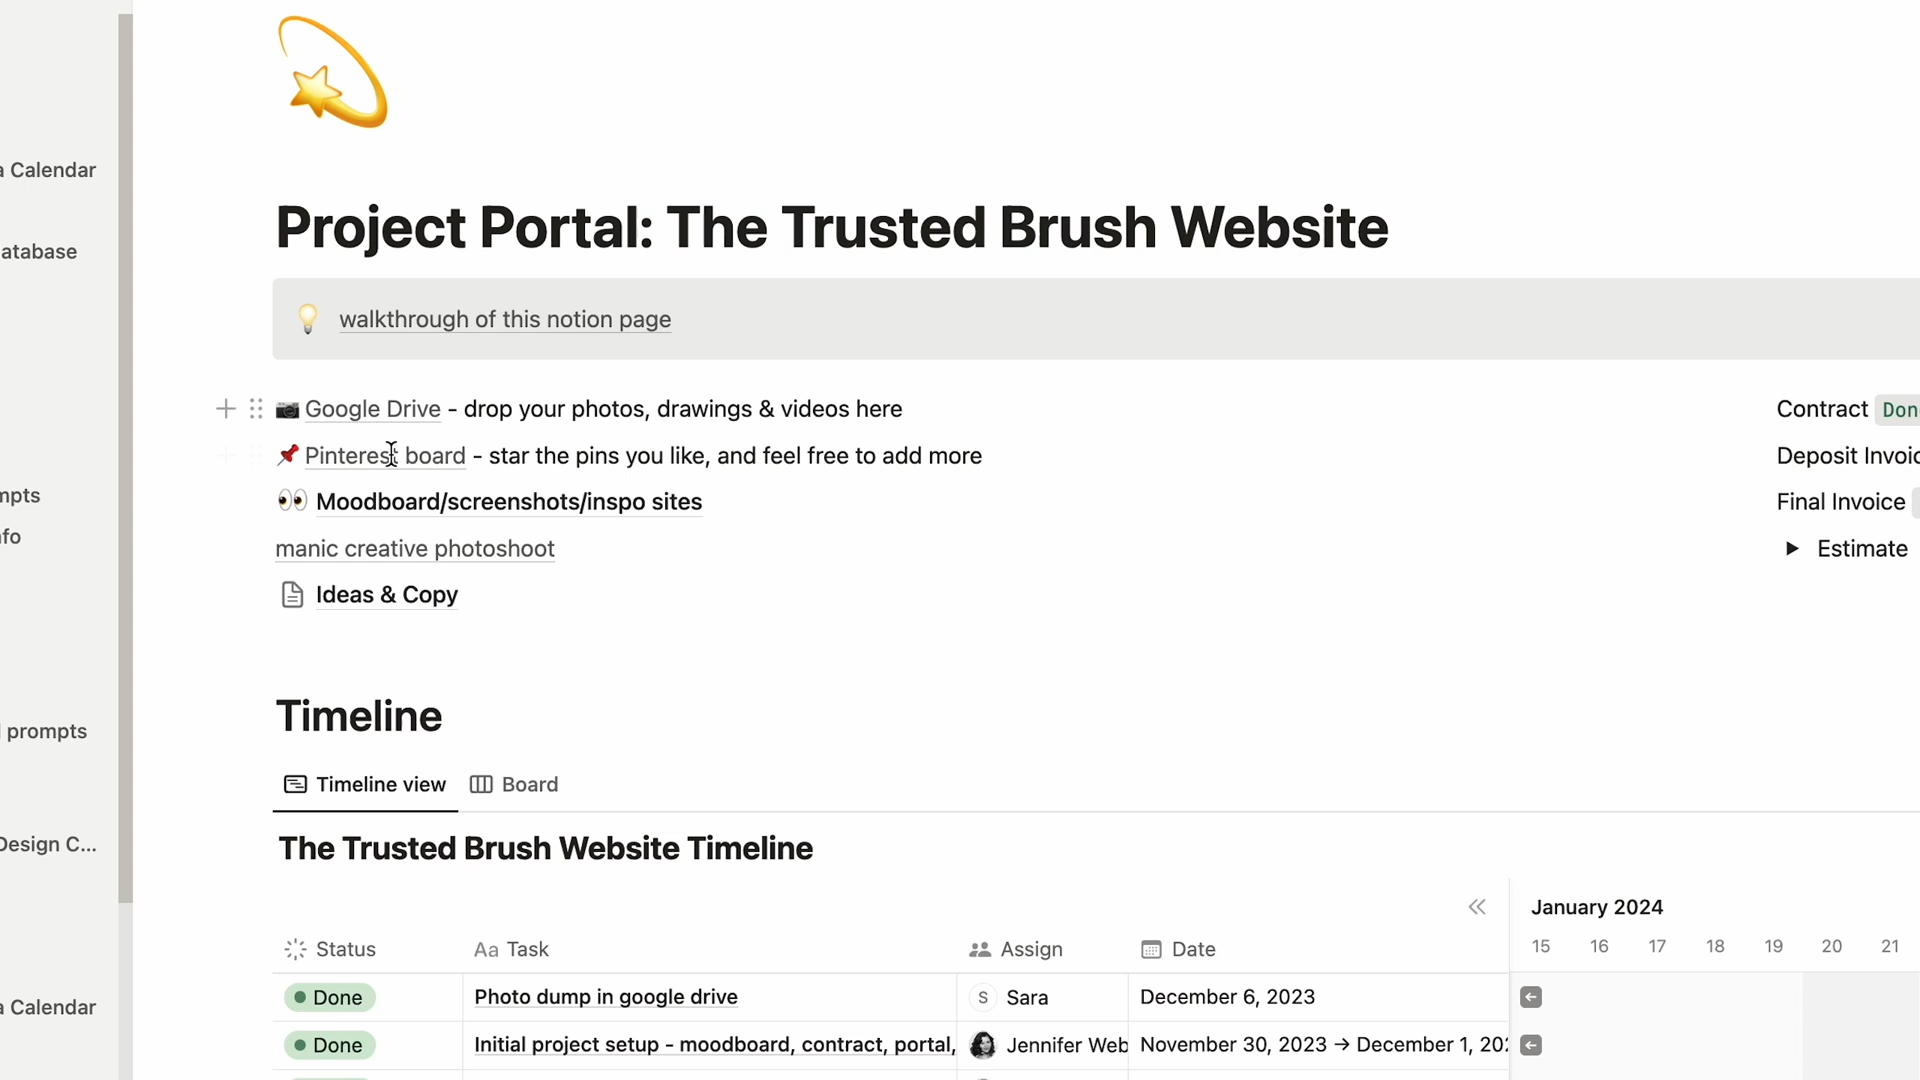 a Calendar
atabase
mpts
nfo
prompts
Design C...
a Calendar
Project Portal: The Trusted Brush Website
walkthrough of this notion page
Google Drive - drop your photos, drawings & videos here
Pinterest board - star the pins you like, and feel free to add more
Moodboard/screenshots/inspo sites
manic creative photoshoot
Ideas & Copy
Contract Don
Deposit Invoic
Final Invoice
Estimate
Timeline
Timeline view Board
The Trusted Brush Website Timeline
January 2024
15 16 17 18 19 20 21
Status Aa Task Assign Date
Done Photo dump in google drive S Sara December 6, 2023
Done Initial project setup - moodboard, contract, portal, Jennifer Web November 30, 2023 → December 1, 202